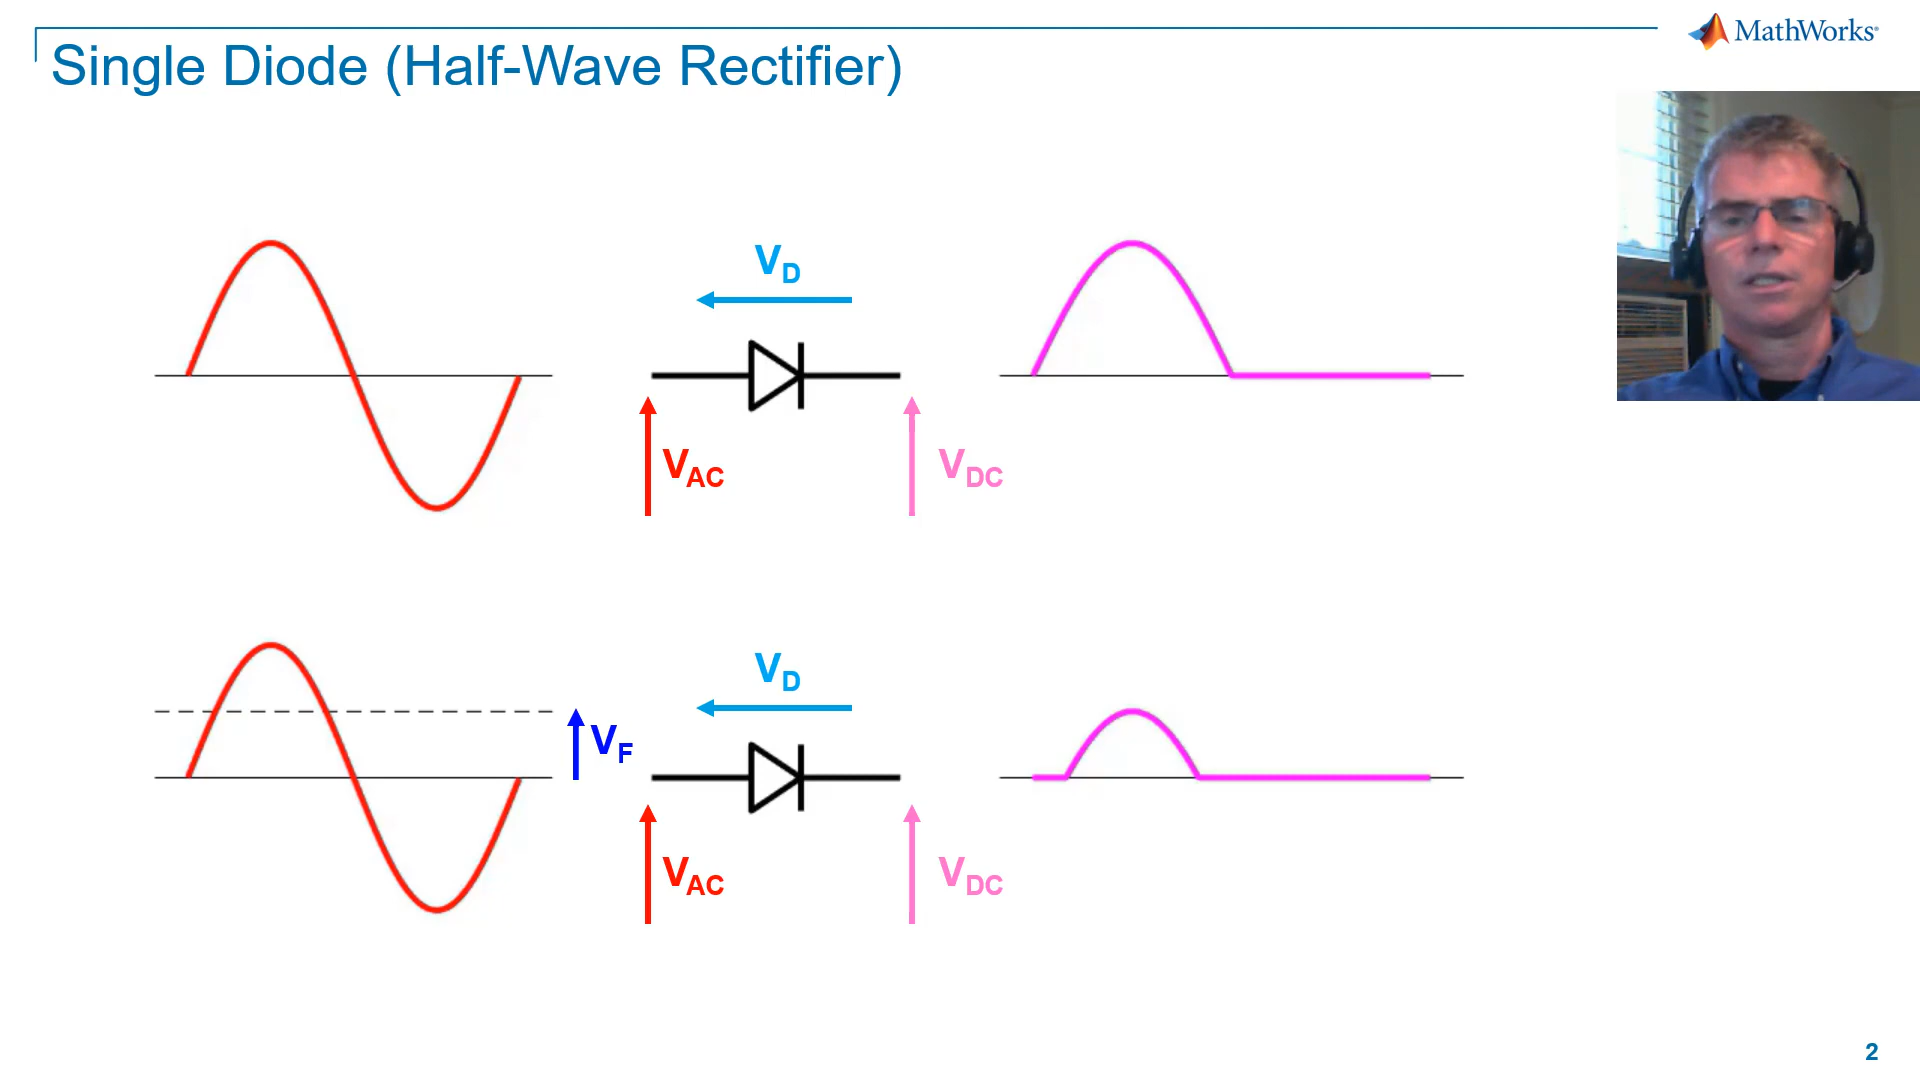 MathWorks®
Single Diode (Half-Wave Rectifier)
VD
VAC
VDC
VD
VF
VAC
VDC
2